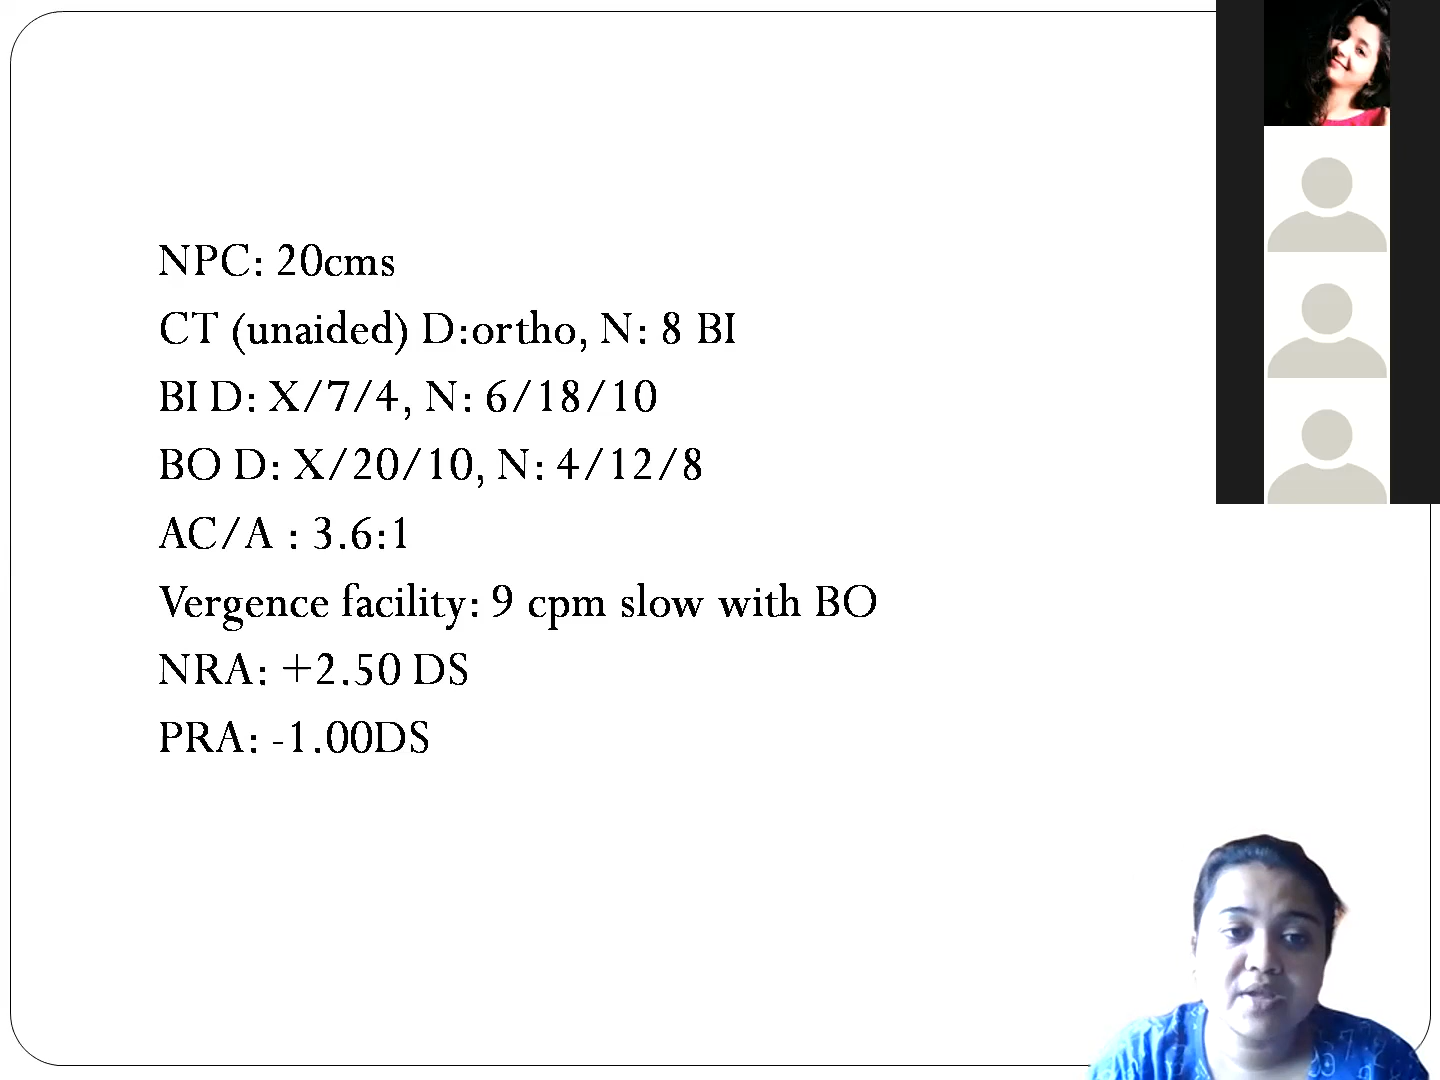 NPC: 20cms
CT (unaided) D:ortho, N: 8 BI
BI D: X/7/4, N: 6/18/10
BO D: X/20/10, N: 4/12/8
AC/A : 3.6:1
Vergence facility: 9 cpm slow with BO
NRA: +2.50 DS
PRA: -1.00DS